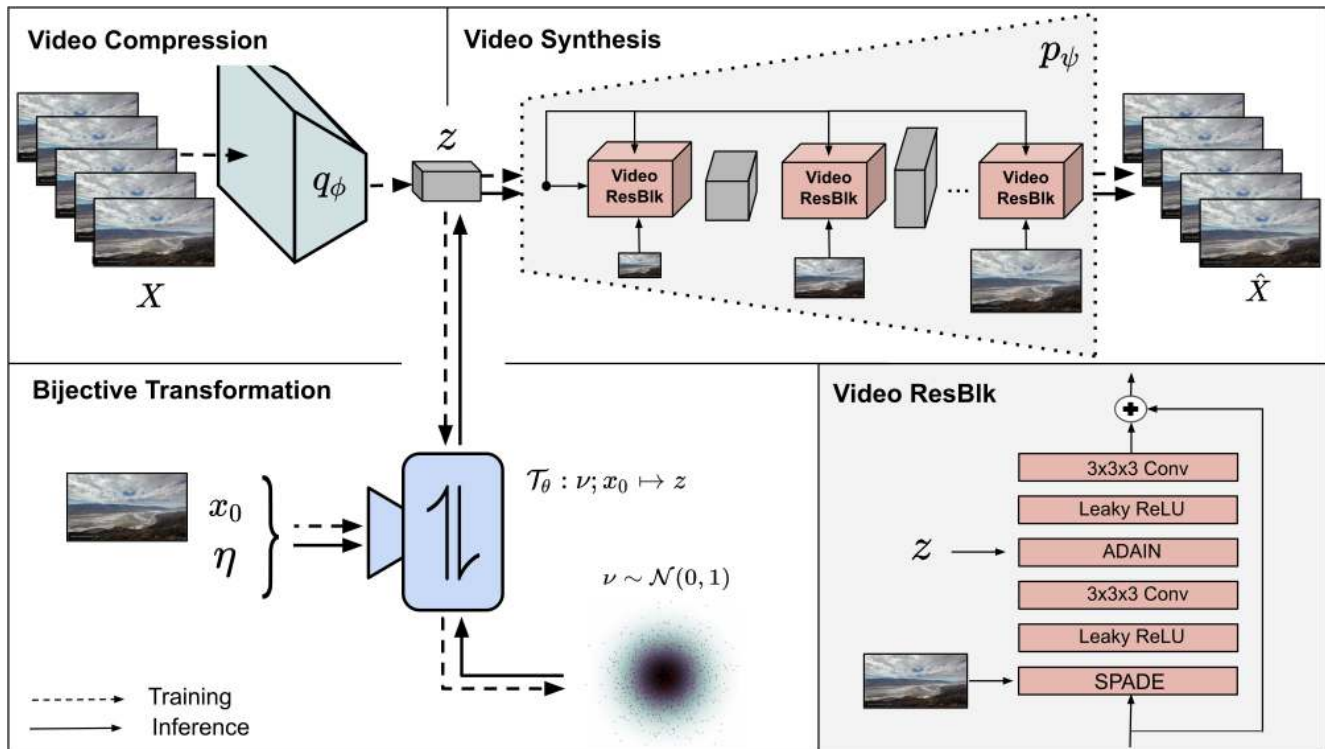 Video Compression
X
qϕ
z
Video Synthesis
pψ
Video
ResBlk
Video
ResBlk
...
Video
ResBlk
X̂
Bijective Transformation
x₀
η
𝒯θ : ν; x₀ ↦ z
ν ∼ 𝒩(0, 1)
Training
Inference
Video ResBlk
3x3x3 Conv
Leaky ReLU
z
ADAIN
3x3x3 Conv
Leaky ReLU
SPADE